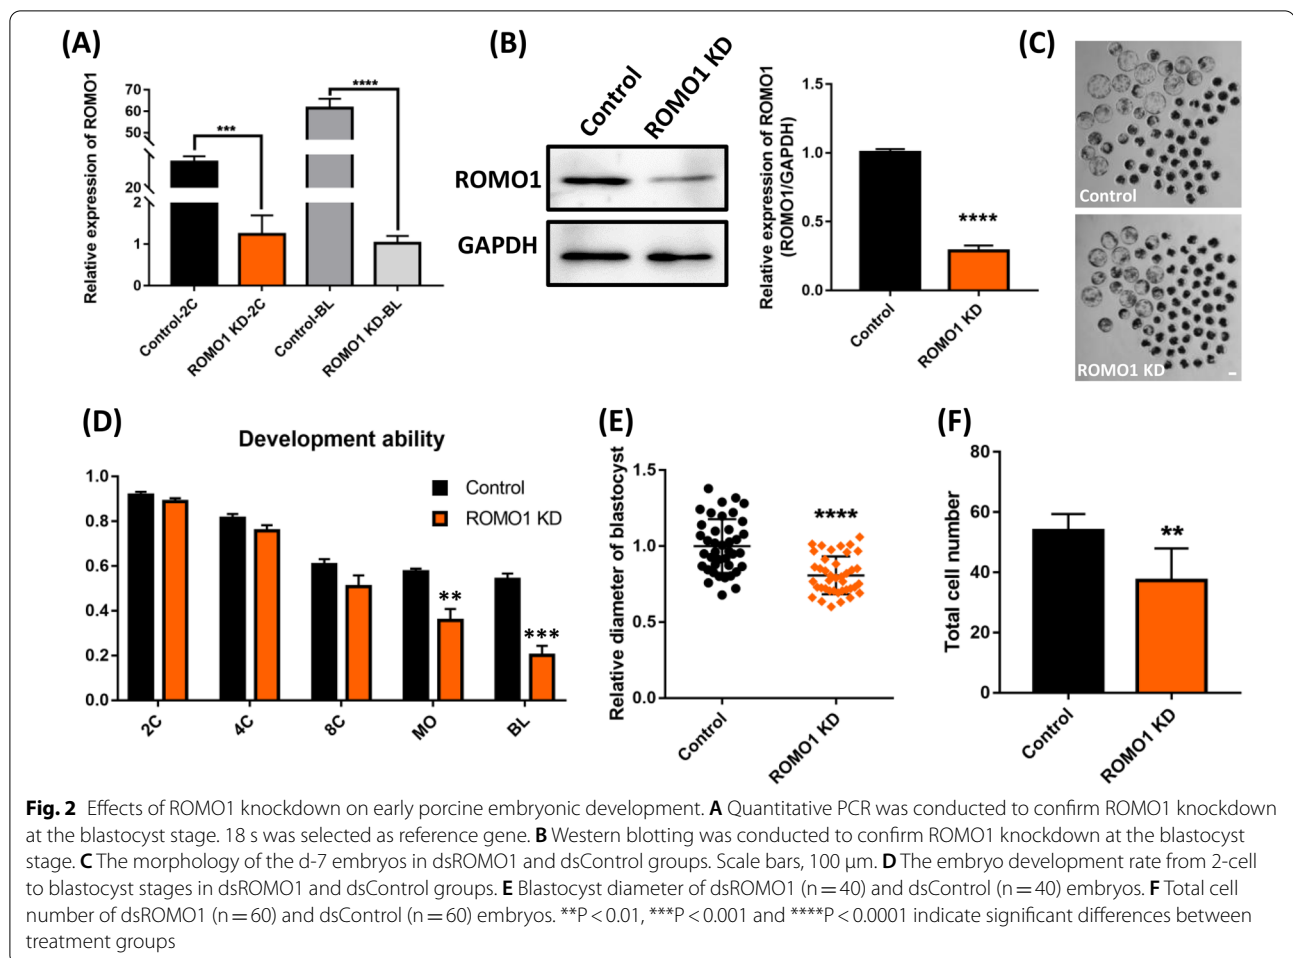 (A)
Relative expression of ROMO1
70
60
50
20
2
1
0
***
****
Control-2C
ROMO1 KD-2C
Control-BL
ROMO1 KD-BL
(B)
Control
ROMO1 KD
ROMO1
GAPDH
Relative expression of ROMO1
(ROMO1/GAPDH)
1.5
1.0
0.5
0.0
****
Control
ROMO1 KD
(C)
Control
ROMO1 KD
(D)
Development ability
1.0
0.8
0.6
0.4
0.2
0.0
Control
ROMO1 KD
**
***
2C
4C
8C
MO
BL
(E)
Relative diameter of blastocyst
1.5
1.0
0.5
0.0
****
Control
ROMO1 KD
(F)
Total cell number
80
60
40
20
0
**
Control
ROMO1 KD
Fig. 2 Effects of ROMO1 knockdown on early porcine embryonic development. A Quantitative PCR was conducted to confirm ROMO1 knockdown
at the blastocyst stage. 18 s was selected as reference gene. B Western blotting was conducted to confirm ROMO1 knockdown at the blastocyst
stage. C The morphology of the d-7 embryos in dsROMO1 and dsControl groups. Scale bars, 100 μm. D The embryo development rate from 2-cell
to blastocyst stages in dsROMO1 and dsControl groups. E Blastocyst diameter of dsROMO1 (n = 40) and dsControl (n = 40) embryos. F Total cell
number of dsROMO1 (n = 60) and dsControl (n = 60) embryos. **P < 0.01, ***P < 0.001 and ****P < 0.0001 indicate significant differences between
treatment groups